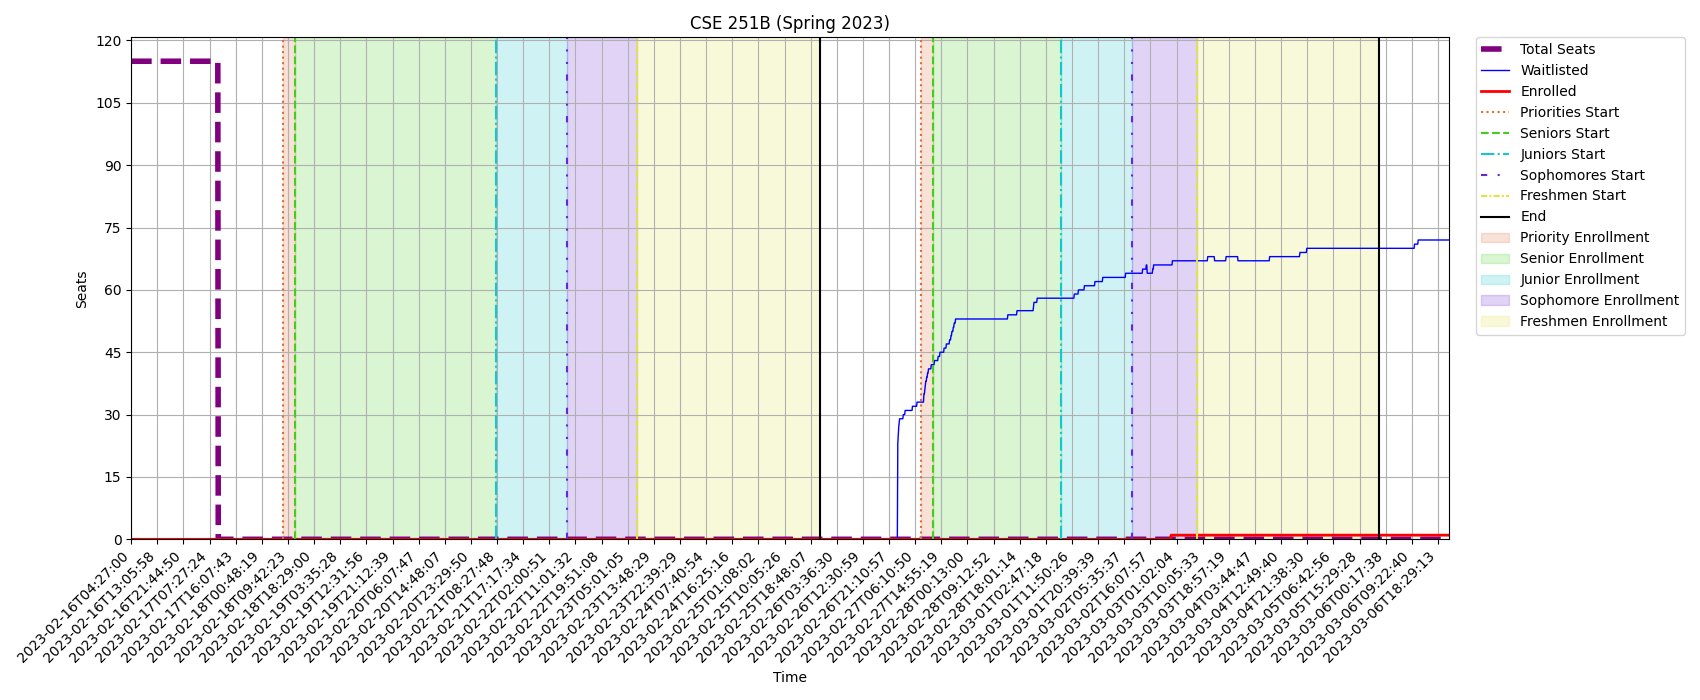 CSE 251B (Spring 2023)
120
105
90
75
60
45
30
15
0
Seats
2023-02-16T04:27:00
2023-02-16T13:05:58
2023-02-16T21:44:50
2023-02-17T07:27:24
2023-02-17T16:07:43
2023-02-18T00:48:19
2023-02-18T09:42:23
2023-02-18T18:29:00
2023-02-19T03:35:28
2023-02-19T12:31:56
2023-02-19T21:12:39
2023-02-20T06:07:47
2023-02-20T14:48:07
2023-02-20T23:29:50
2023-02-21T08:27:48
2023-02-21T17:17:34
2023-02-22T02:00:51
2023-02-22T11:01:32
2023-02-22T19:51:08
2023-02-23T05:01:05
2023-02-23T13:48:29
2023-02-23T22:39:29
2023-02-24T07:40:54
2023-02-24T16:25:16
2023-02-25T01:08:02
2023-02-25T10:05:26
2023-02-25T18:48:07
2023-02-26T03:36:30
2023-02-26T12:30:59
2023-02-26T21:10:57
2023-02-27T06:10:50
2023-02-27T14:55:19
2023-02-28T00:13:00
2023-02-28T09:12:52
2023-02-28T18:01:14
2023-03-01T02:47:18
2023-03-01T11:50:26
2023-03-01T20:39:39
2023-03-02T05:35:37
2023-03-02T16:07:57
2023-03-03T01:02:04
2023-03-03T10:05:33
2023-03-03T18:57:19
2023-03-04T03:44:47
2023-03-04T12:49:40
2023-03-04T21:38:30
2023-03-05T06:42:56
2023-03-05T15:29:28
2023-03-06T00:17:38
2023-03-06T09:22:40
2023-03-06T18:29:13
Time
Total Seats
Waitlisted
Enrolled
Priorities Start
Seniors Start
Juniors Start
Sophomores Start
Freshmen Start
End
Priority Enrollment
Senior Enrollment
Junior Enrollment
Sophomore Enrollment
Freshmen Enrollment